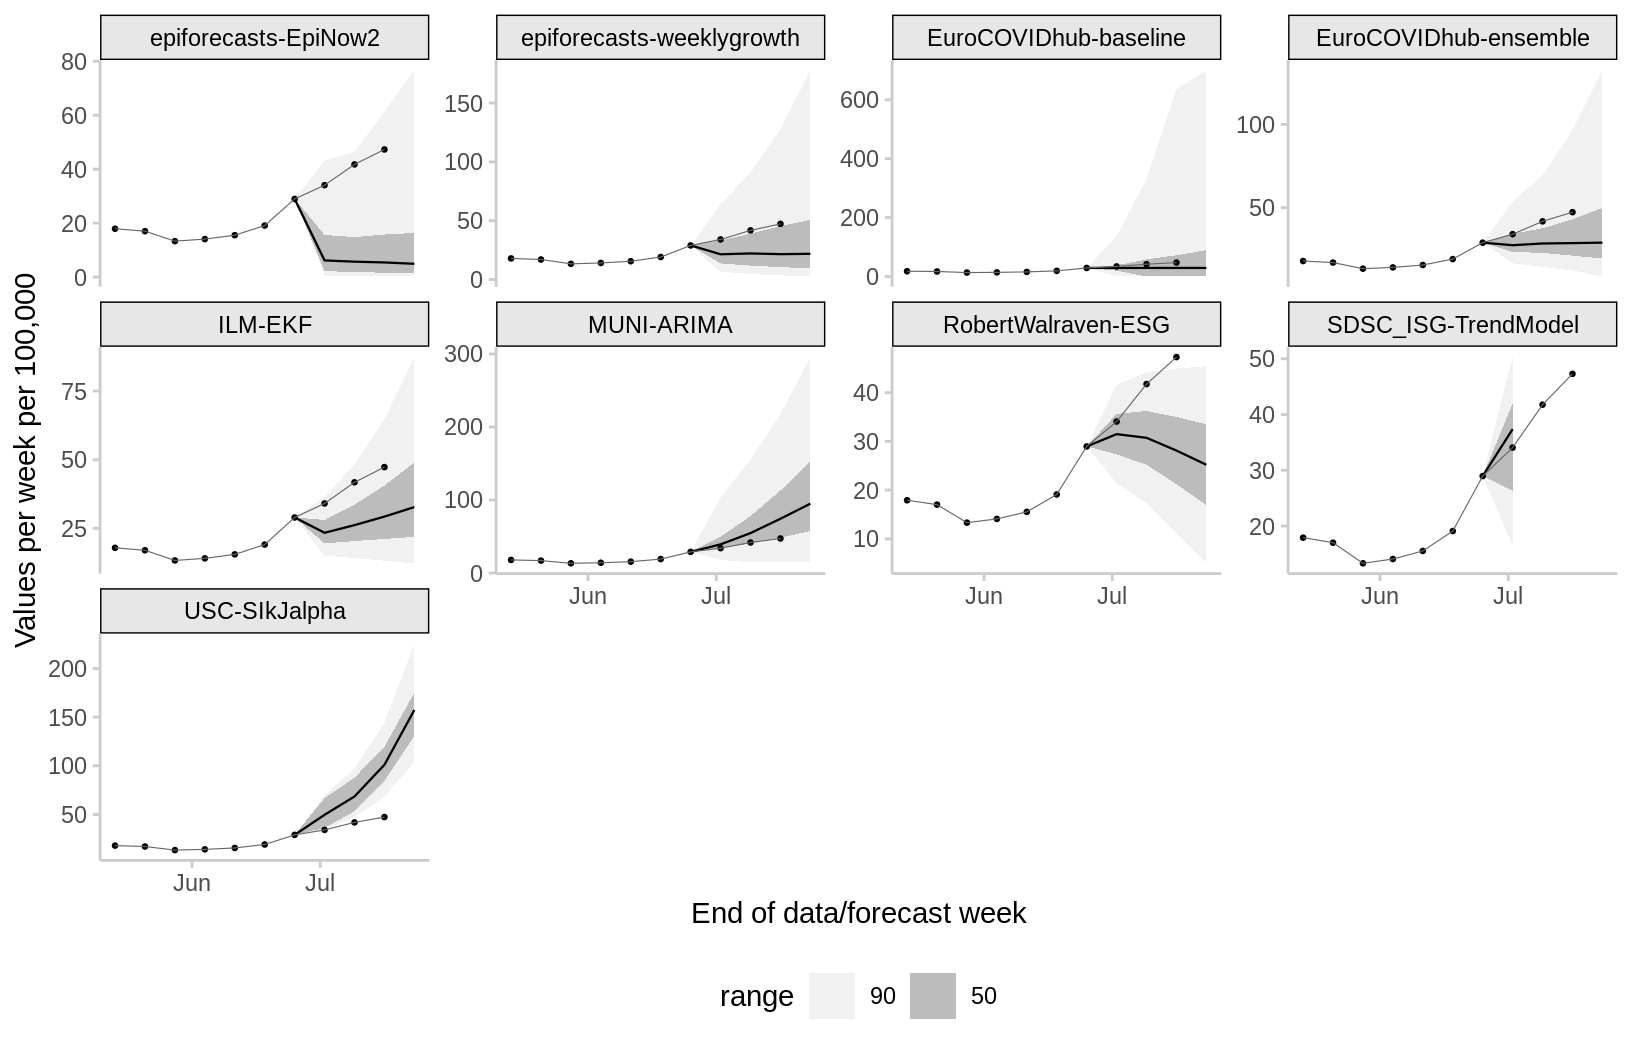 epiforecasts-EpiNow2
epiforecasts-weeklygrowth
EuroCOVIDhub-baseline
EuroCOVIDhub-ensemble
80
60
40
20
0
150
100
50
0
600
400
200
0
100
50
Values per week per 100,000
ILM-EKF
MUNI-ARIMA
RobertWalraven-ESG
SDSC_ISG-TrendModel
75
50
25
300
200
100
0
40
30
20
10
50
40
30
20
Jun
Jul
Jun
Jul
Jun
Jul
USC-SIkJalpha
200
150
100
50
Jun
Jul
End of data/forecast week
range 90 50